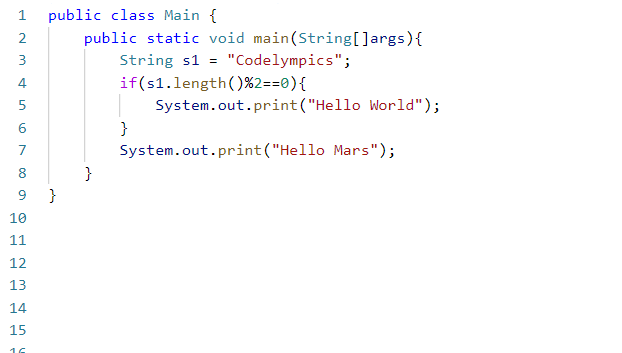 1 public class Main {
2 public static void main(String[]args){
3 String s1 = "Codelympics";
4 if(s1.length()%2==0){
5 System.out.print("Hello World");
6 }
7 System.out.print("Hello Mars");
8 }
9 }
10
11
12
13
14
15
16